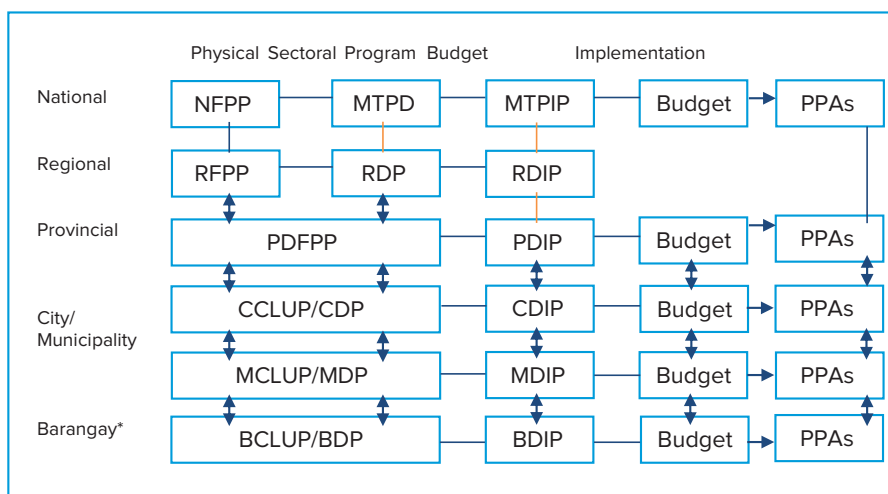 Physical Sectoral Program Budget Implementation
National NFPP MTPD MTPIP Budget PPAs
Regional RFPP RDP RDIP
Provincial PDFPP PDIP Budget PPAs
City/
Municipality
CCLUP/CDP CDIP Budget PPAs
MCLUP/MDP MDIP Budget PPAs
Barangay* BCLUP/BDP BDIP Budget PPAs